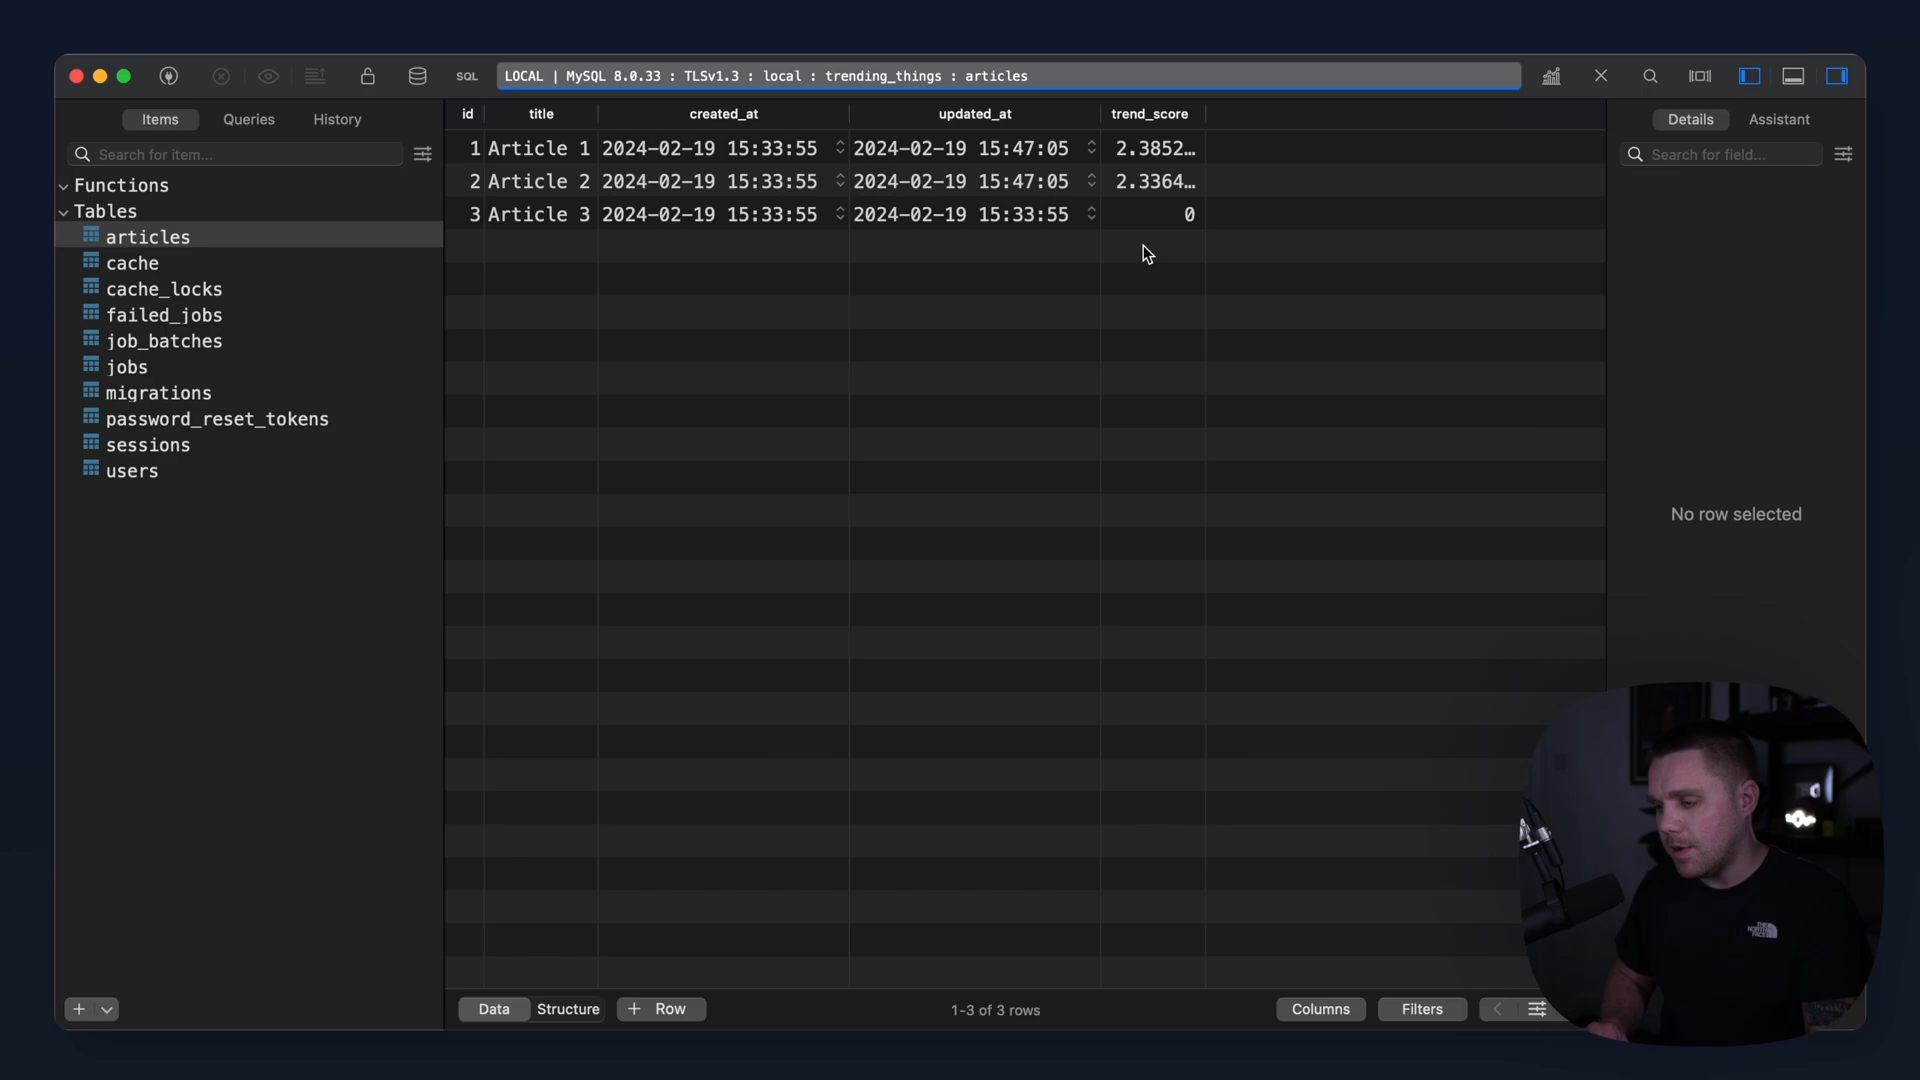 SQL
LOCAL | MySQL 8.0.33 : TLSv1.3 : local : trending_things : articles
Items Queries History
Search for item...
Functions
Tables
articles
cache
cache_locks
failed_jobs
job_batches
jobs
migrations
password_reset_tokens
sessions
users
id title created_at updated_at trend_score
1 Article 1 2024-02-19 15:33:55 2024-02-19 15:47:05 2.3852…
2 Article 2 2024-02-19 15:33:55 2024-02-19 15:47:05 2.3364…
3 Article 3 2024-02-19 15:33:55 2024-02-19 15:33:55 0
Details Assistant
Search for field...
No row selected
THE
NORTH
FACE
Data Structure + Row 1-3 of 3 rows Columns Filters